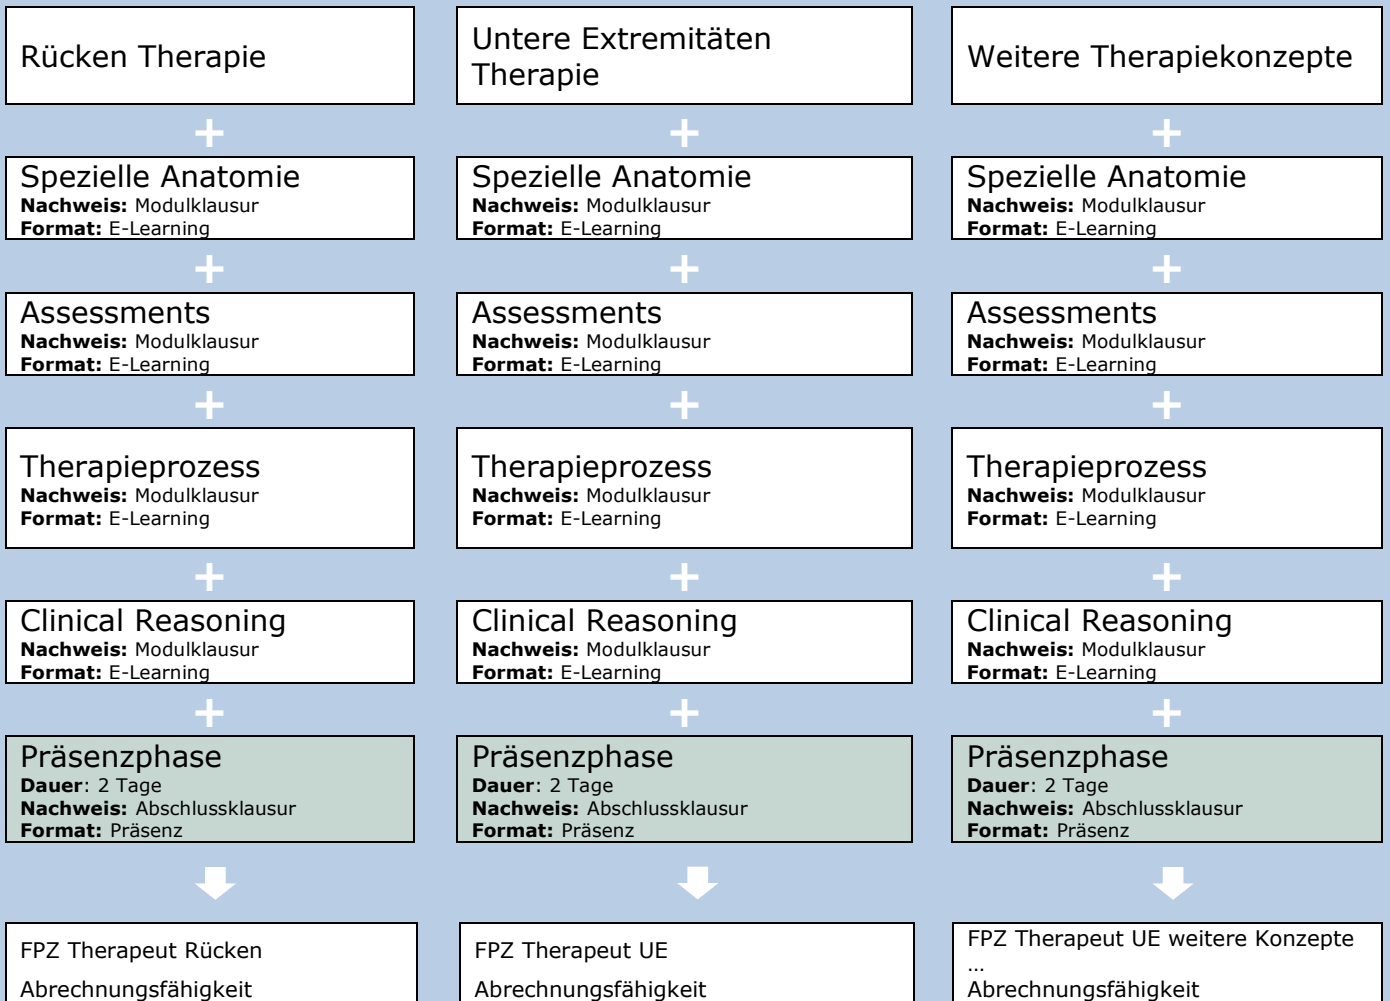 Rücken Therapie
+
Spezielle Anatomie
Nachweis: Modulklausur
Format: E-Learning
+
Assessments
Nachweis: Modulklausur
Format: E-Learning
+
Therapieprozess
Nachweis: Modulklausur
Format: E-Learning
+
Clinical Reasoning
Nachweis: Modulklausur
Format: E-Learning
+
Präsenzphase
Dauer: 2 Tage
Nachweis: Abschlussklausur
Format: Präsenz
FPZ Therapeut Rücken
Abrechnungsfähigkeit
Untere Extremitäten
Therapie
+
Spezielle Anatomie
Nachweis: Modulklausur
Format: E-Learning
+
Assessments
Nachweis: Modulklausur
Format: E-Learning
+
Therapieprozess
Nachweis: Modulklausur
Format: E-Learning
+
Clinical Reasoning
Nachweis: Modulklausur
Format: E-Learning
+
Präsenzphase
Dauer: 2 Tage
Nachweis: Abschlussklausur
Format: Präsenz
FPZ Therapeut UE
Abrechnungsfähigkeit
Weitere Therapiekonzepte
+
Spezielle Anatomie
Nachweis: Modulklausur
Format: E-Learning
+
Assessments
Nachweis: Modulklausur
Format: E-Learning
+
Therapieprozess
Nachweis: Modulklausur
Format: E-Learning
+
Clinical Reasoning
Nachweis: Modulklausur
Format: E-Learning
+
Präsenzphase
Dauer: 2 Tage
Nachweis: Abschlussklausur
Format: Präsenz
FPZ Therapeut UE weitere Konzepte
…
Abrechnungsfähigkeit